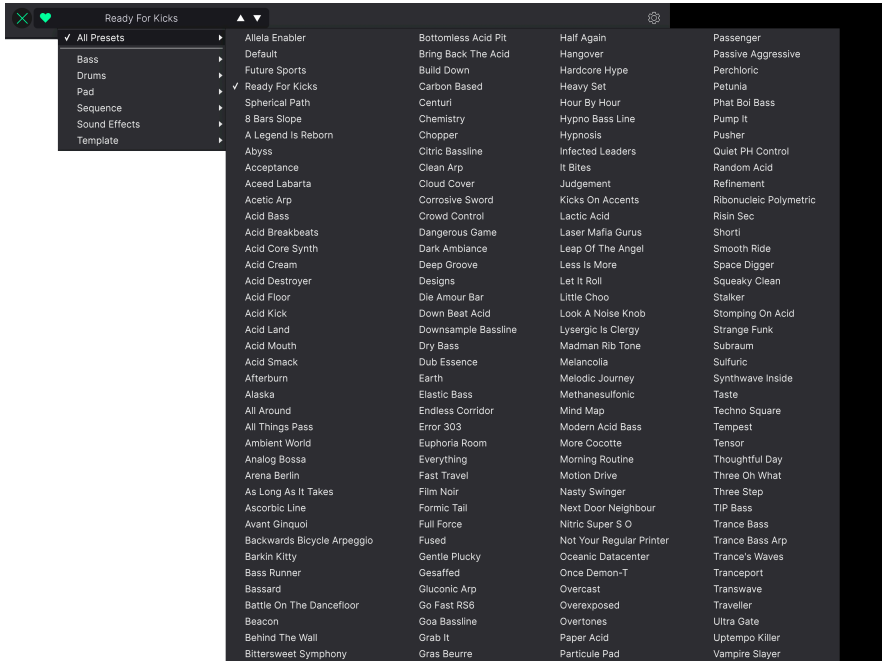 Ready For Kicks
All Presets
Bass
Drums
Pad
Sequence
Sound Effects
Template
Allela Enabler
Default
Future Sports
Ready For Kicks
Spherical Path
8 Bars Slope
A Legend Is Reborn
Abyss
Acceptance
Aceed Labarta
Acetic Arp
Acid Bass
Acid Breakbeats
Acid Core Synth
Acid Cream
Acid Destroyer
Acid Floor
Acid Kick
Acid Land
Acid Mouth
Acid Smack
Afterburn
Alaska
All Around
All Things Pass
Ambient World
Analog Bossa
Arena Berlin
As Long As It Takes
Ascorbic Line
Avant Ginquoi
Backwards Bicycle Arpeggio
Barkin Kitty
Bass Runner
Bassard
Battle On The Dancefloor
Beacon
Behind The Wall
Bittersweet Symphony
Bottomless Acid Pit
Bring Back The Acid
Build Down
Carbon Based
Centuri
Chemistry
Chopper
Citric Bassline
Clean Arp
Cloud Cover
Corrosive Sword
Crowd Control
Dangerous Game
Dark Ambiance
Deep Groove
Designs
Die Amour Bar
Down Beat Acid
Downsample Bassline
Dry Bass
Dub Essence
Earth
Elastic Bass
Endless Corridor
Error 303
Euphoria Room
Everything
Fast Travel
Film Noir
Formic Tail
Full Force
Fused
Gentle Plucky
Gesaffed
Gluconic Arp
Go Fast RS6
Goa Bassline
Grab It
Gras Beurre
Half Again
Hangover
Hardcore Hype
Heavy Set
Hour By Hour
Hypno Bass Line
Hypnosis
Infected Leaders
It Bites
Judgement
Kicks On Accents
Lactic Acid
Laser Mafia Gurus
Leap Of The Angel
Less Is More
Let It Roll
Little Choo
Look A Noise Knob
Lysergic Is Clergy
Madman Rib Tone
Melancolia
Melodic Journey
Methanesulfonic
Mind Map
Modern Acid Bass
More Cocotte
Morning Routine
Motion Drive
Nasty Swinger
Next Door Neighbour
Nitric Super S O
Not Your Regular Printer
Oceanic Datacenter
Once Demon-T
Overcast
Overexposed
Overtones
Paper Acid
Particule Pad
Passenger
Passive Aggressive
Perchloric
Petunia
Phat Boi Bass
Pump It
Pusher
Quiet PH Control
Random Acid
Refinement
Ribonucleic Polymetric
Risin Sec
Shorti
Smooth Ride
Space Digger
Squeaky Clean
Stalker
Stomping On Acid
Strange Funk
Subraum
Sulfuric
Synthwave Inside
Taste
Techno Square
Tempest
Tensor
Thoughtful Day
Three Oh What
Three Step
TIP Bass
Trance Bass
Trance Bass Arp
Trance's Waves
Tranceport
Transwave
Traveller
Ultra Gate
Uptempo Killer
Vampire Slayer